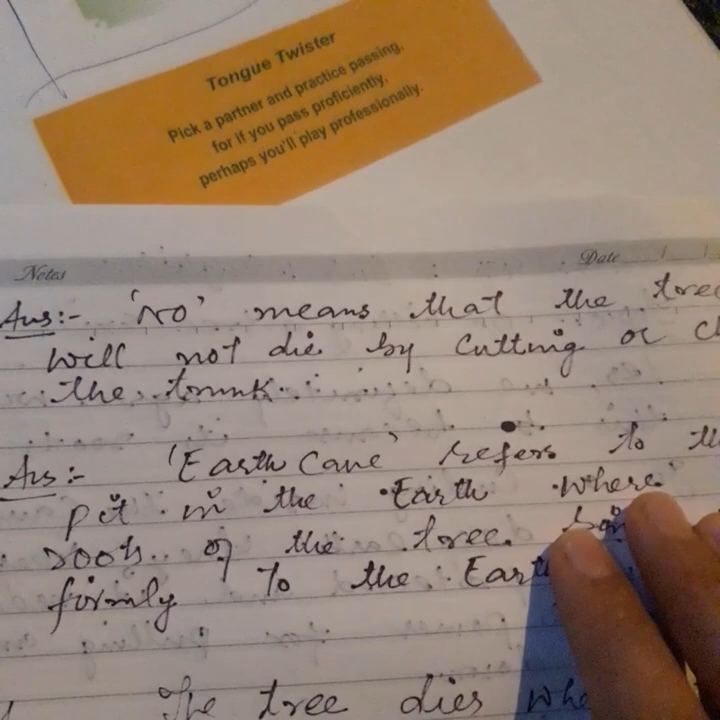 Tongue Twister
Pick a partner and practice passing,
for if you pass proficiently,
perhaps you'll play professionally.
Notes Date
Ans:- 'No' means that the tree
will not die by cutting or
the trunk.
Ans:- 'Earth Cave' refers to
pit in the Earth where
roots of the tree
firmly To the Earth
The tree dies